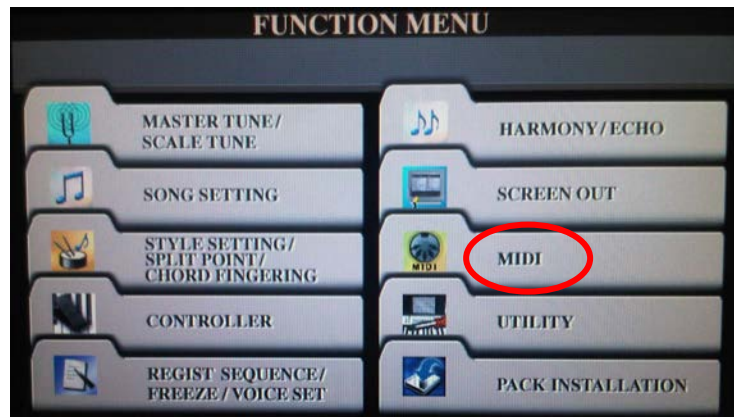 FUNCTION MENU
MASTER TUNE/
SCALE TUNE
SONG SETTING
STYLE SETTING/
SPLIT POINT/
CHORD FINGERING
CONTROLLER
REGIST SEQUENCE/
FREEZE / VOICE SET
HARMONY/ECHO
SCREEN OUT
MIDI
MIDI
UTILITY
PACK INSTALLATION